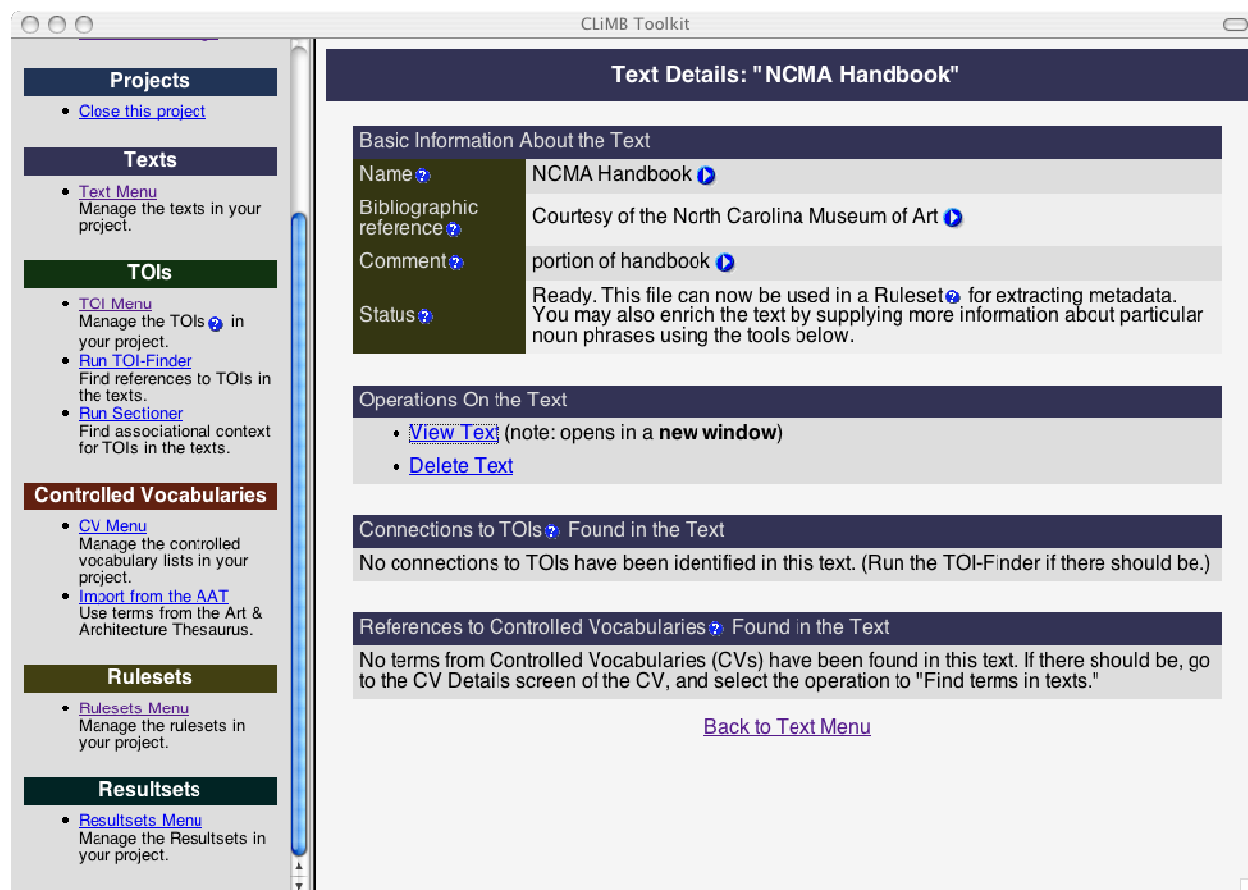 CLiMB Toolkit
Projects
• Close this project
Texts
• Text Menu
Manage the texts in your
project.
TOIs
• TOI Menu
Manage the TOIs ? in
your project.
• Run TOI-Finder
Find references to TOIs in
the texts.
• Run Sectioner
Find associational context
for TOIs in the texts.
Controlled Vocabularies
• CV Menu
Manage the controlled
vocabulary lists in your
project.
• Import from the AAT
Use terms from the Art &
Architecture Thesaurus.
Rulesets
• Rulesets Menu
Manage the rulesets in
your project.
Resultsets
• Resultsets Menu
Manage the Resultsets in
your project.
Text Details: "NCMA Handbook"
Basic Information About the Text
Name ? NCMA Handbook
Bibliographic
reference ? Courtesy of the North Carolina Museum of Art
Comment ? portion of handbook
Status ? Ready. This file can now be used in a Ruleset ? for extracting metadata.
You may also enrich the text by supplying more information about particular
noun phrases using the tools below.
Operations On the Text
• View Text (note: opens in a new window)
• Delete Text
Connections to TOIs ? Found in the Text
No connections to TOIs have been identified in this text. (Run the TOI-Finder if there should be.)
References to Controlled Vocabularies ? Found in the Text
No terms from Controlled Vocabularies (CVs) have been found in this text. If there should be, go
to the CV Details screen of the CV, and select the operation to "Find terms in texts."
Back to Text Menu